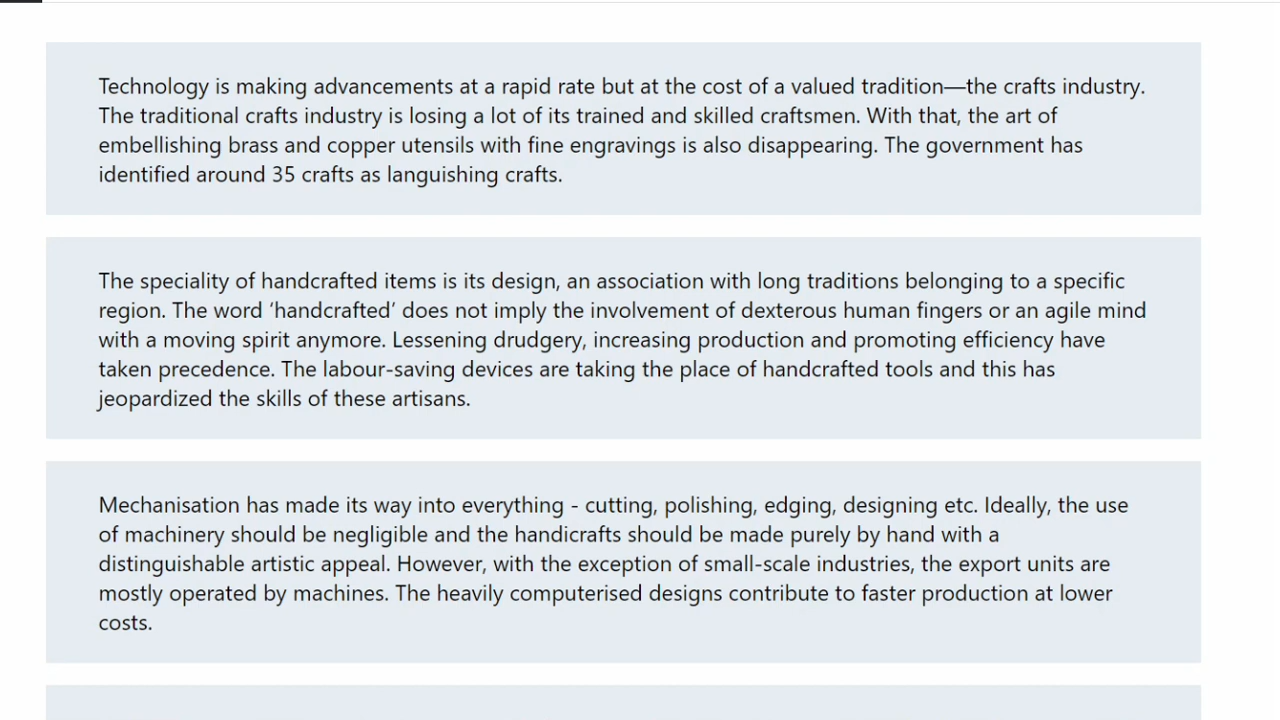 Technology is making advancements at a rapid rate but at the cost of a valued tradition—the crafts industry.
The traditional crafts industry is losing a lot of its trained and skilled craftsmen. With that, the art of
embellishing brass and copper utensils with fine engravings is also disappearing. The government has
identified around 35 crafts as languishing crafts.
The speciality of handcrafted items is its design, an association with long traditions belonging to a specific
region. The word ‘handcrafted’ does not imply the involvement of dexterous human fingers or an agile mind
with a moving spirit anymore. Lessening drudgery, increasing production and promoting efficiency have
taken precedence. The labour-saving devices are taking the place of handcrafted tools and this has
jeopardized the skills of these artisans.
Mechanisation has made its way into everything - cutting, polishing, edging, designing etc. Ideally, the use
of machinery should be negligible and the handicrafts should be made purely by hand with a
distinguishable artistic appeal. However, with the exception of small-scale industries, the export units are
mostly operated by machines. The heavily computerised designs contribute to faster production at lower
costs.